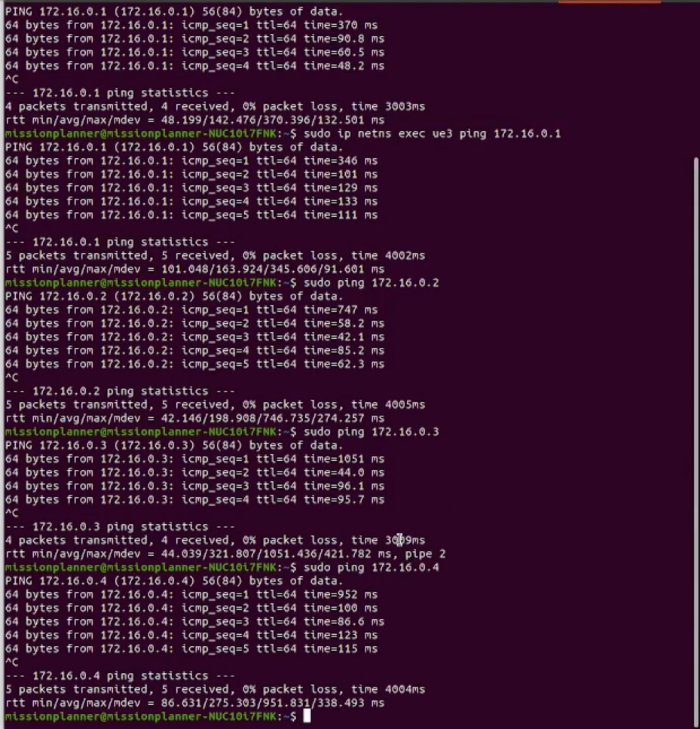 PING 172.16.0.1 (172.16.0.1) 56(84) bytes of data.
64 bytes from 172.16.0.1: icmp_seq=1 ttl=64 time=370 ms
64 bytes from 172.16.0.1: icmp_seq=2 ttl=64 time=90.8 ms
64 bytes from 172.16.0.1: icmp_seq=3 ttl=64 time=60.5 ms
64 bytes from 172.16.0.1: icmp_seq=4 ttl=64 time=48.2 ms
^C
--- 172.16.0.1 ping statistics ---
4 packets transmitted, 4 received, 0% packet loss, time 3003ms
rtt min/avg/max/mdev = 48.199/142.476/370.396/132.501 ms
missionplanner@missionplanner-NUC10i7FNK:~$ sudo ip netns exec ue3 ping 172.16.0.1
PING 172.16.0.1 (172.16.0.1) 56(84) bytes of data.
64 bytes from 172.16.0.1: icmp_seq=1 ttl=64 time=346 ms
64 bytes from 172.16.0.1: icmp_seq=2 ttl=64 time=101 ms
64 bytes from 172.16.0.1: icmp_seq=3 ttl=64 time=129 ms
64 bytes from 172.16.0.1: icmp_seq=4 ttl=64 time=133 ms
64 bytes from 172.16.0.1: icmp_seq=5 ttl=64 time=111 ms
^C
--- 172.16.0.1 ping statistics ---
5 packets transmitted, 5 received, 0% packet loss, time 4002ms
rtt min/avg/max/mdev = 101.048/163.924/345.606/91.601 ms
missionplanner@missionplanner-NUC10i7FNK:~$ sudo ping 172.16.0.2
PING 172.16.0.2 (172.16.0.2) 56(84) bytes of data.
64 bytes from 172.16.0.2: icmp_seq=1 ttl=64 time=747 ms
64 bytes from 172.16.0.2: icmp_seq=2 ttl=64 time=58.2 ms
64 bytes from 172.16.0.2: icmp_seq=3 ttl=64 time=42.1 ms
64 bytes from 172.16.0.2: icmp_seq=4 ttl=64 time=85.2 ms
64 bytes from 172.16.0.2: icmp_seq=5 ttl=64 time=62.3 ms
^C
--- 172.16.0.2 ping statistics ---
5 packets transmitted, 5 received, 0% packet loss, time 4005ms
rtt min/avg/max/mdev = 42.146/198.908/746.735/274.257 ms
missionplanner@missionplanner-NUC10i7FNK:~$ sudo ping 172.16.0.3
PING 172.16.0.3 (172.16.0.3) 56(84) bytes of data.
64 bytes from 172.16.0.3: icmp_seq=1 ttl=64 time=1051 ms
64 bytes from 172.16.0.3: icmp_seq=2 ttl=64 time=44.0 ms
64 bytes from 172.16.0.3: icmp_seq=3 ttl=64 time=96.1 ms
64 bytes from 172.16.0.3: icmp_seq=4 ttl=64 time=95.7 ms
^C
--- 172.16.0.3 ping statistics ---
4 packets transmitted, 4 received, 0% packet loss, time
rtt min/avg/max/mdev = 44.039/321.807/1051.436/421.782 ms, pipe 2
missionplanner@missionplanner-NUC10i7FNK:~$ sudo ping 172.16.0.4
PING 172.16.0.4 (172.16.0.4) 56(84) bytes of data.
64 bytes from 172.16.0.4: icmp_seq=1 ttl=64 time=952 ms
64 bytes from 172.16.0.4: icmp_seq=2 ttl=64 time=100 ms
64 bytes from 172.16.0.4: icmp_seq=3 ttl=64 time=86.6 ms
64 bytes from 172.16.0.4: icmp_seq=4 ttl=64 time=123 ms
64 bytes from 172.16.0.4: icmp_seq=5 ttl=64 time=115 ms
^C
--- 172.16.0.4 ping statistics ---
5 packets transmitted, 5 received, 0% packet loss, time 4004ms
rtt min/avg/max/mdev = 86.631/275.303/951.831/338.493 ms
missionplanner@missionplanner-NUC10i7FNK:~$